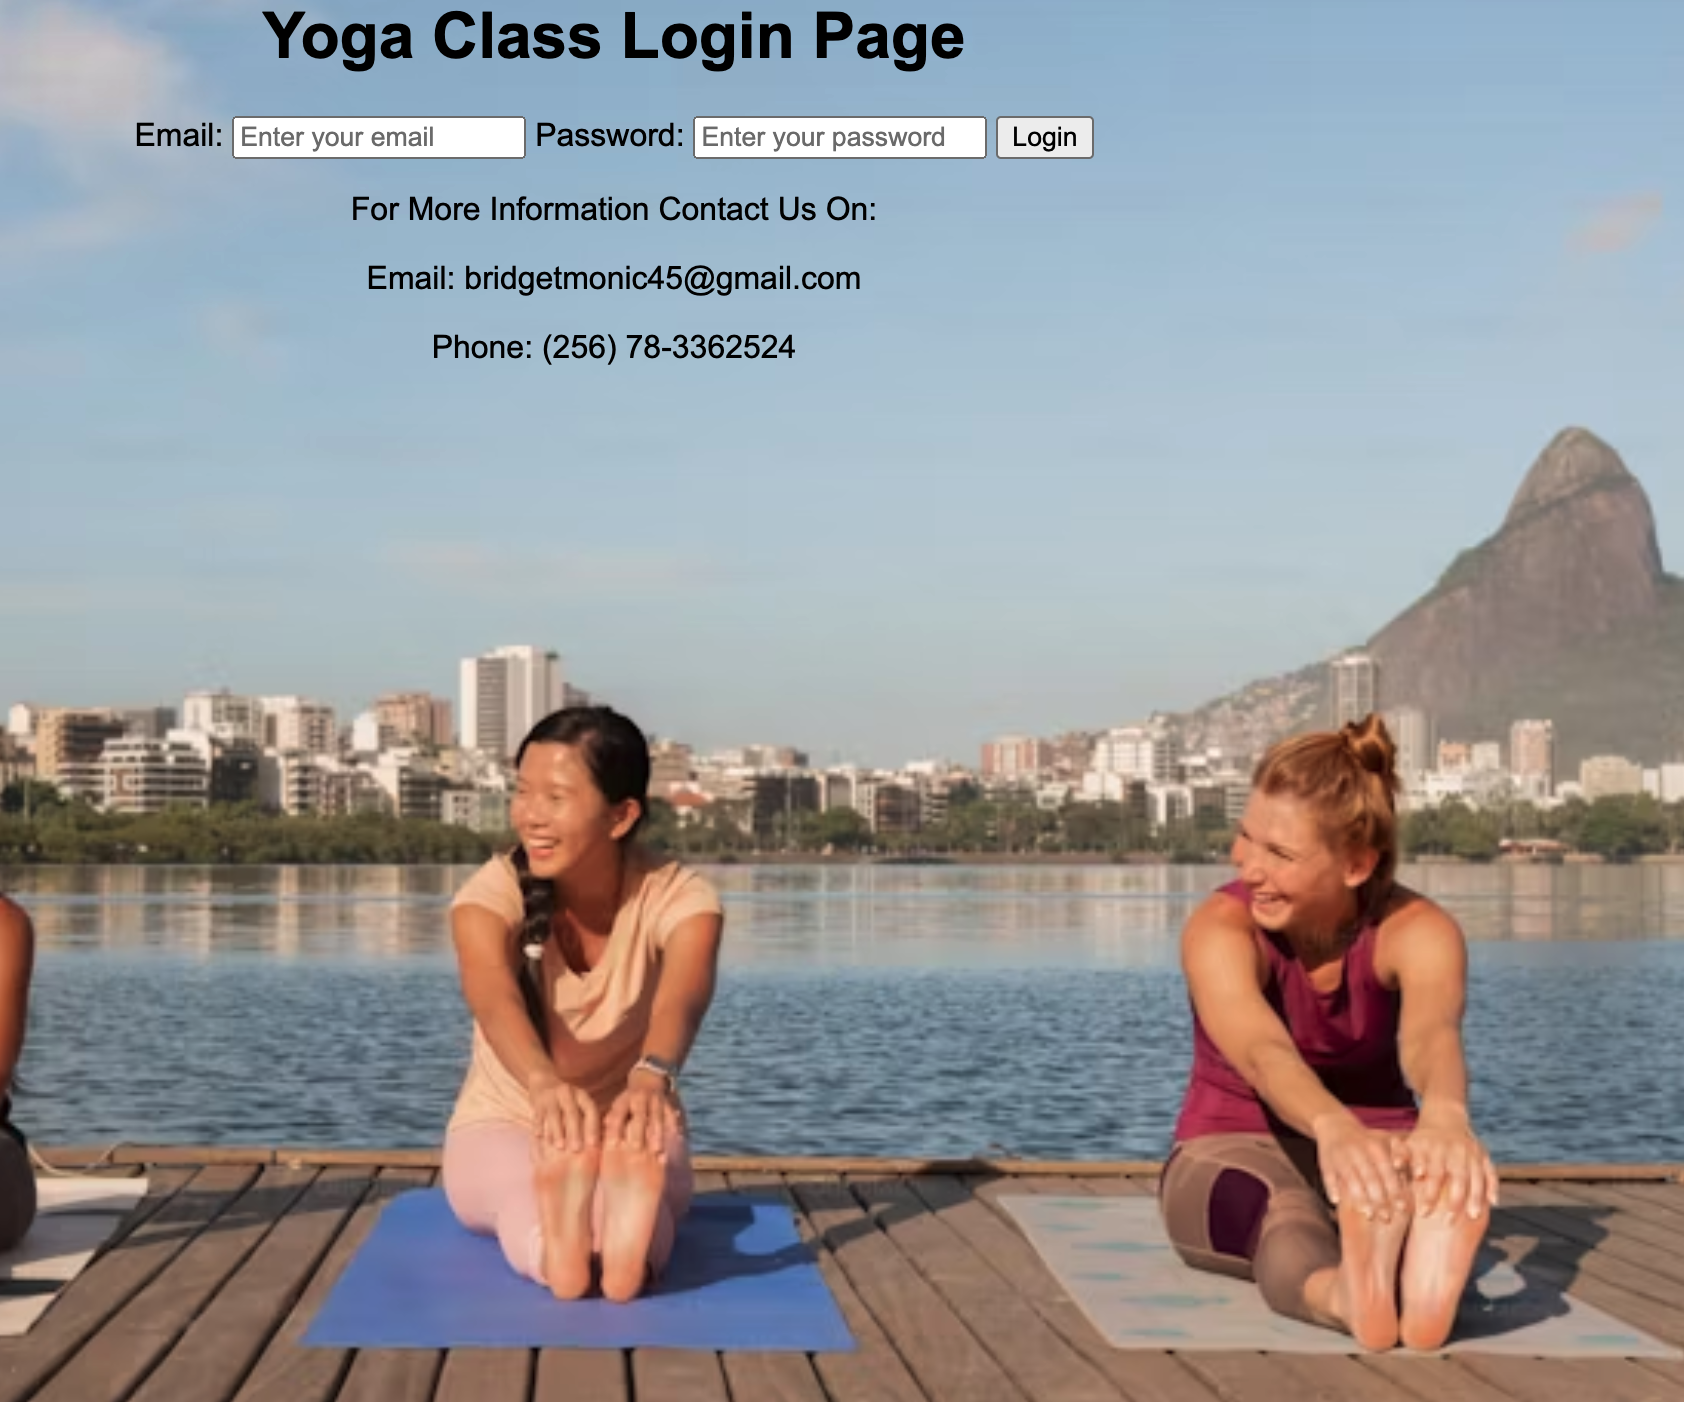 Yoga Class Login Page
Email: Enter your email Password: Enter your password Login
For More Information Contact Us On:
Email: bridgetmonic45@gmail.com
Phone: (256) 78-3362524